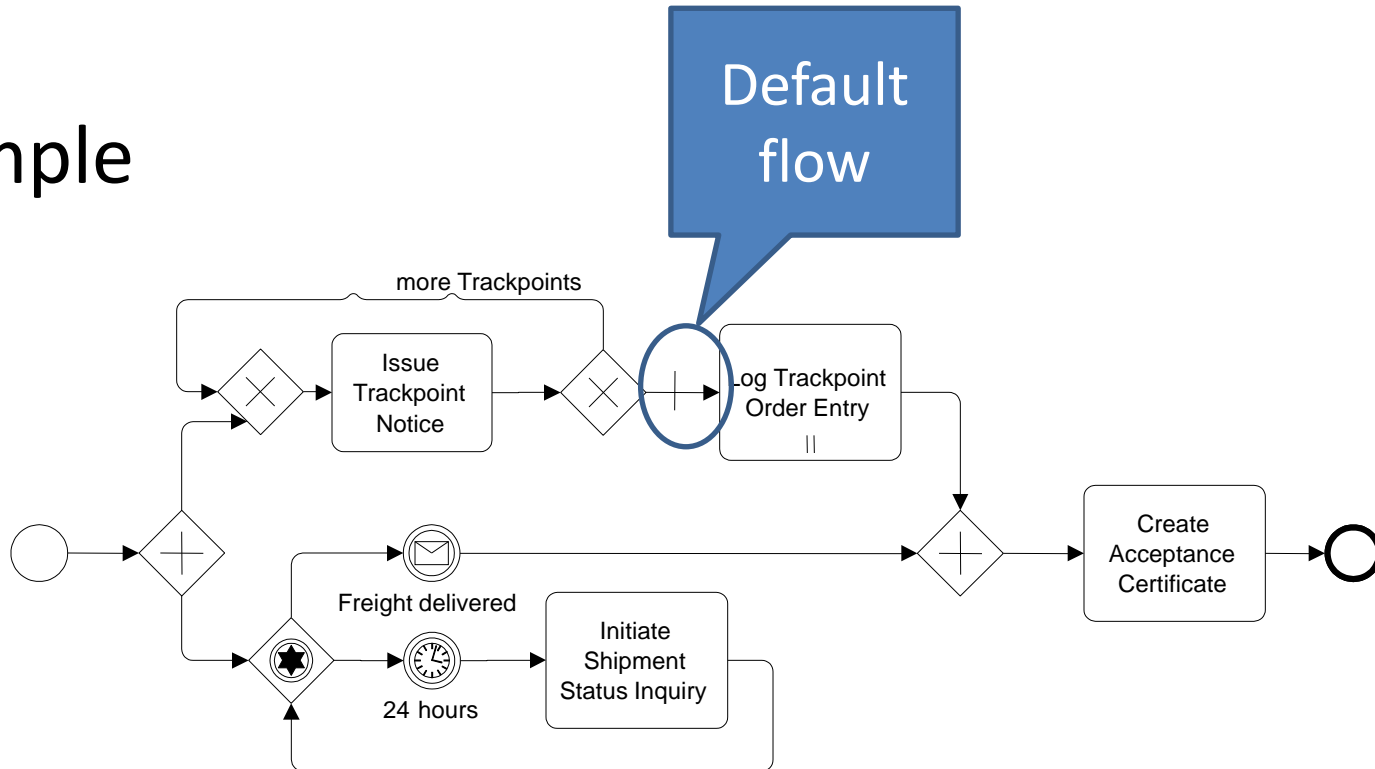 mple
Default
flow
more Trackpoints
Issue
Trackpoint
Notice
Log Trackpoint
Order Entry
Freight delivered
24 hours
Initiate
Shipment
Status Inquiry
Create
Acceptance
Certificate